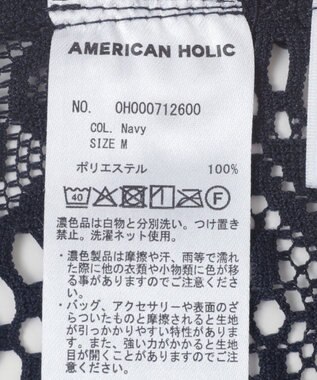 AMERICAN HOLIC
NO. OH000712600
COL. Navy
SIZE M
ポリエステル 100%
40 F
濃色品は白物と分別洗い。つけ置き
禁止。洗濯ネット使用。
・濃色製品は摩擦や汗、雨等で濡れ
た際に他の衣類や小物類に色が移
る事がありますのでご注意くださ
い。
・バッグ、アクセサリーや表面のざ
らついたものと摩擦されると生地
が引っかかりやすい特性がありま
す。また、強い力がかかると生地
目が開くことがありますのでご注
意ください。